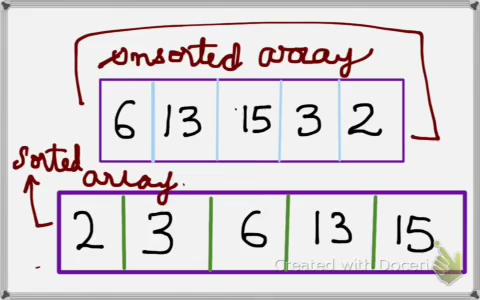 unsorted array
6 13 15 3 2
Sorted
array.
2 3 6 13 15
Created with Doceri